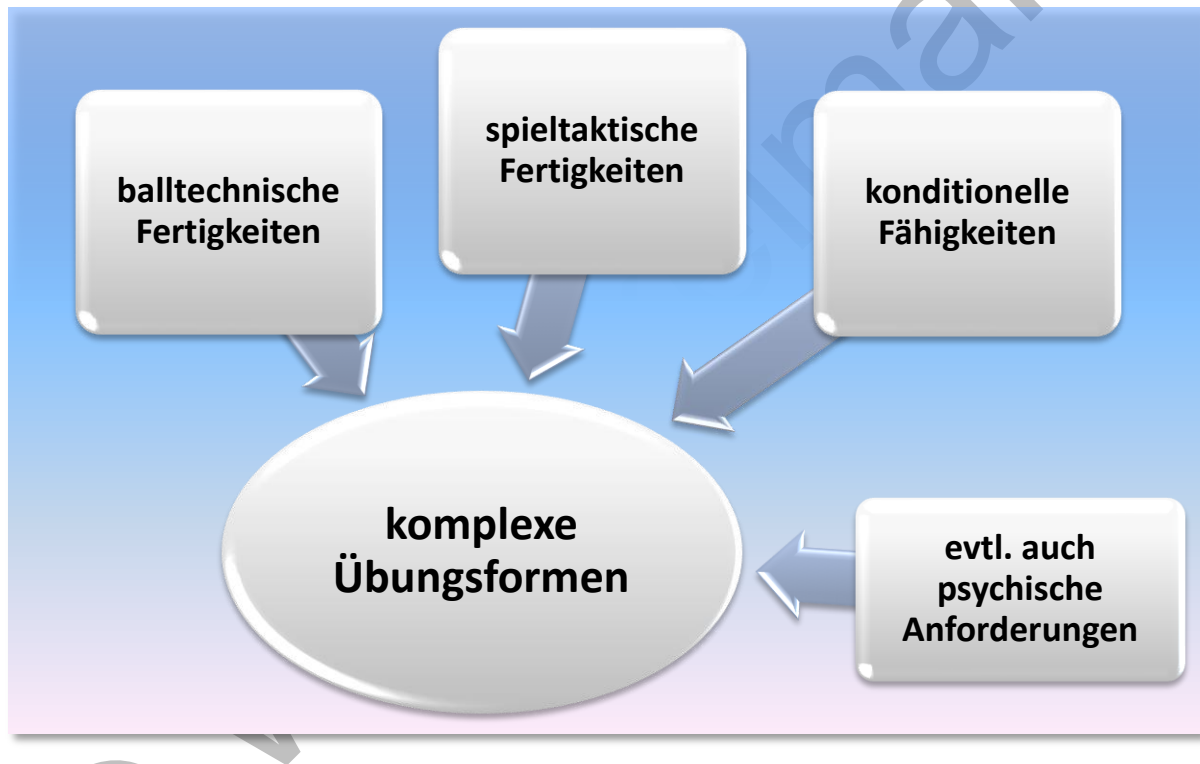 balltechnische
Fertigkeiten
spieltaktische
Fertigkeiten
konditionelle
Fähigkeiten
komplexe
Übungsformen
evtl. auch
psychische
Anforderungen